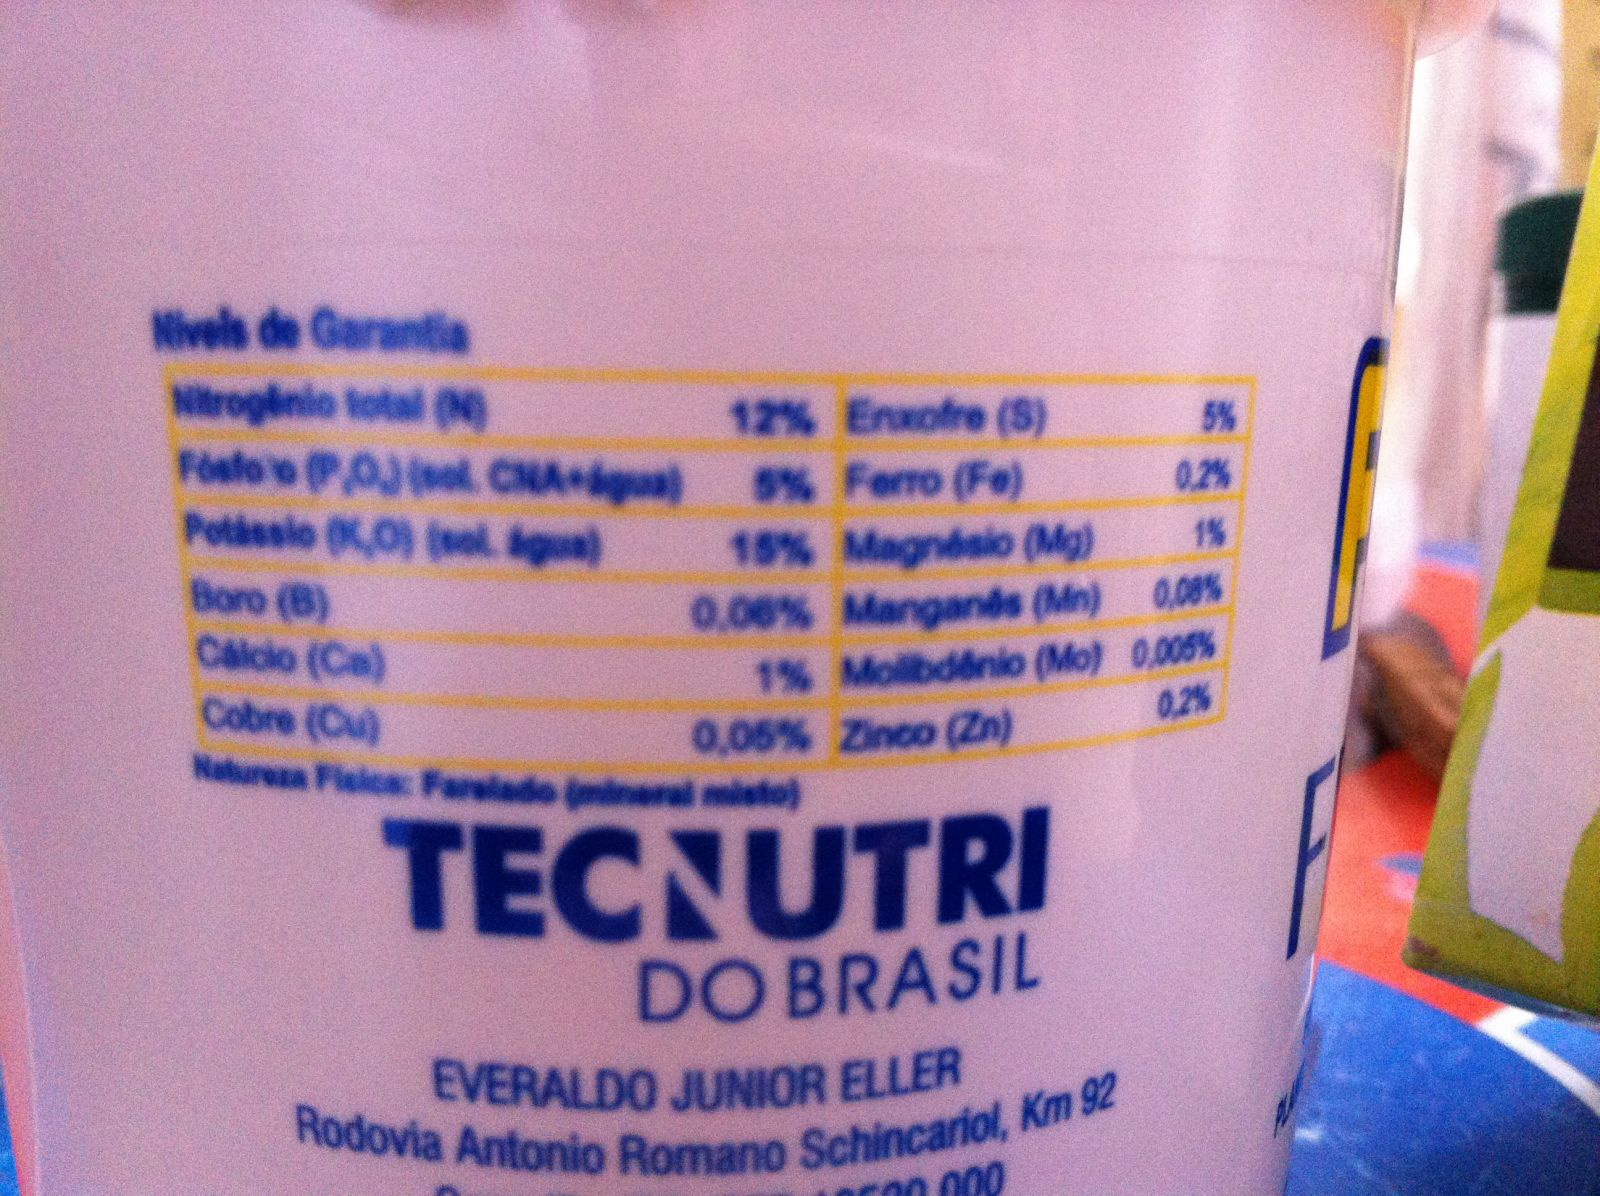 Níveis de Garantia
Nitrogênio total (N) 12% Enxofre (S) 5%
Fósforo (P₂O₅) (sol. CNA+água) 5% Ferro (Fe) 0,2%
Potássio (K₂O) (sol. água) 15% Magnésio (Mg) 1%
Boro (B) 0,06% Manganês (Mn) 0,08%
Cálcio (Ca) 1% Molibdênio (Mo) 0,005%
Cobre (Cu) 0,05% Zinco (Zn) 0,2%
Natureza Física: Farelado (mineral misto)
TECNUTRI
DO BRASIL
EVERALDO JUNIOR ELLER
Rodovia Antonio Romano Schincariol, Km 92